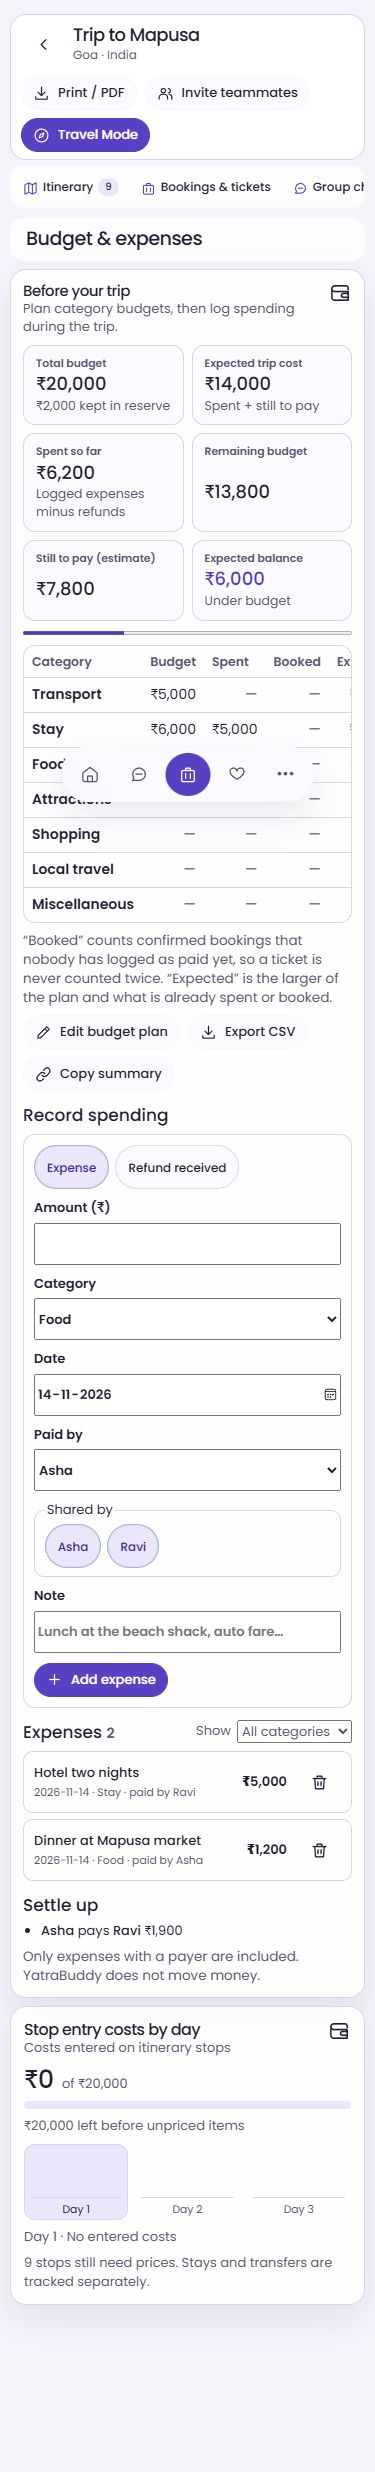 Trip to Mapusa
Goa · India
Print / PDF
Invite teammates
Travel Mode
Itinerary 9
Bookings & tickets
Group
Budget & expenses
Before your trip
Plan category budgets, then log spending
during the trip.
Total budget
₹20,000
₹2,000 kept in reserve
Expected trip cost
₹14,000
Spent + still to pay
Spent so far
₹6,200
Logged expenses
minus refunds
Remaining budget
₹13,800
Still to pay (estimate)
₹7,800
Expected balance
₹6,000
Under budget
Category Budget Spent Booked
Transport ₹5,000 — —
Stay ₹6,000 ₹5,000 —
Food —
Attractions —
Shopping — — —
Local travel — — —
Miscellaneous — — —
“Booked” counts confirmed bookings that
nobody has logged as paid yet, so a ticket is
never counted twice. “Expected” is the larger of
the plan and what is already spent or booked.
Edit budget plan
Export CSV
Copy summary
Record spending
Expense
Refund received
Amount (₹)
Category
Food
Date
14-11-2026
Paid by
Asha
Shared by
Asha
Ravi
Note
Lunch at the beach shack, auto fare...
Add expense
Expenses 2
Show All categories
Hotel two nights
2026-11-14 · Stay · paid by Ravi
₹5,000
Dinner at Mapusa market
2026-11-14 · Food · paid by Asha
₹1,200
Settle up
• Asha pays Ravi ₹1,900
Only expenses with a payer are included.
YatraBuddy does not move money.
Stop entry costs by day
Costs entered on itinerary stops
₹0 of ₹20,000
₹20,000 left before unpriced items
Day 1
Day 2
Day 3
Day 1 · No entered costs
9 stops still need prices. Stays and transfers are
tracked separately.